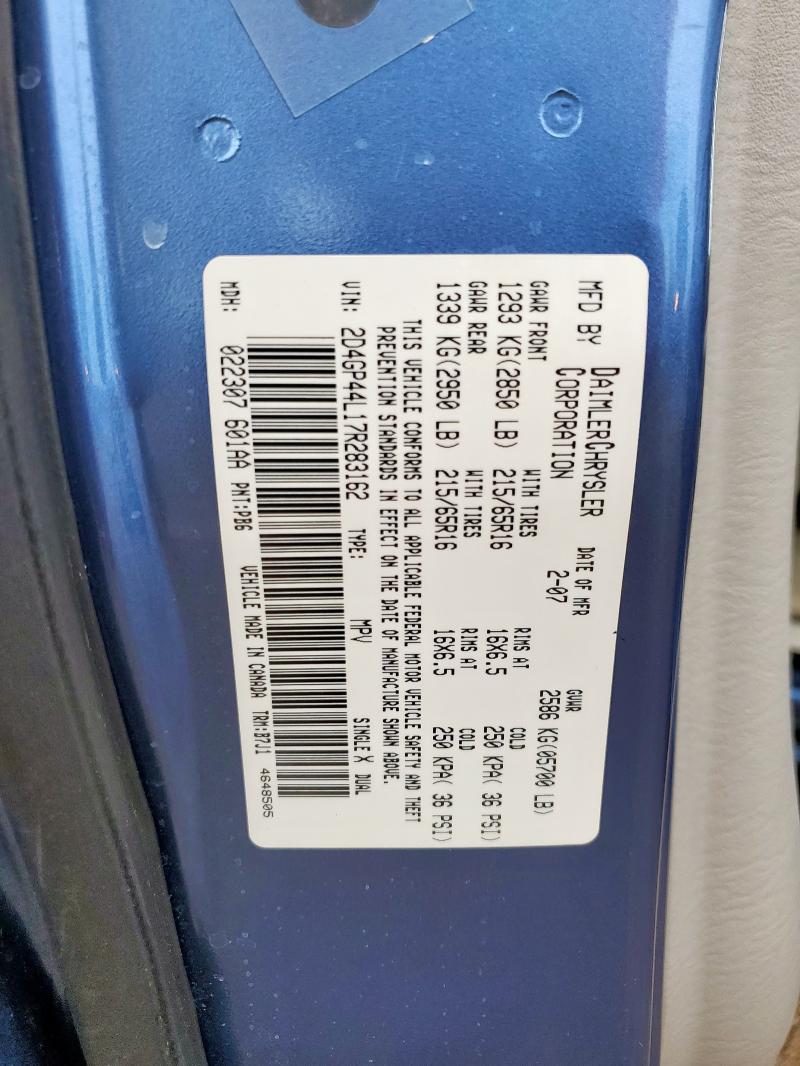 MFD BY DAIMLERCHRYSLER CORPORATION
DATE OF MFR 2-07
GVWR 2586 KG(05700 LB)
GAWR FRONT WITH TIRES RIMS AT COLD
1293 KG(2850 LB) 215/65R16 16X6.5 250 KPA( 36 PSI)
GAWR REAR WITH TIRES RIMS AT COLD
1339 KG(2950 LB) 215/65R16 16X6.5 250 KPA( 36 PSI)
THIS VEHICLE CONFORMS TO ALL APPLICABLE FEDERAL MOTOR VEHICLE SAFETY AND THEFT
PREVENTION STANDARDS IN EFFECT ON THE DATE OF MANUFACTURE SHOWN ABOVE.
VIN: 2D4GP44L17R283162 TYPE: MPV SINGLE X DUAL
MDH: 022307 601AA PNT:PB6 VEHICLE MADE IN CANADA TRM:B7J1 4648505